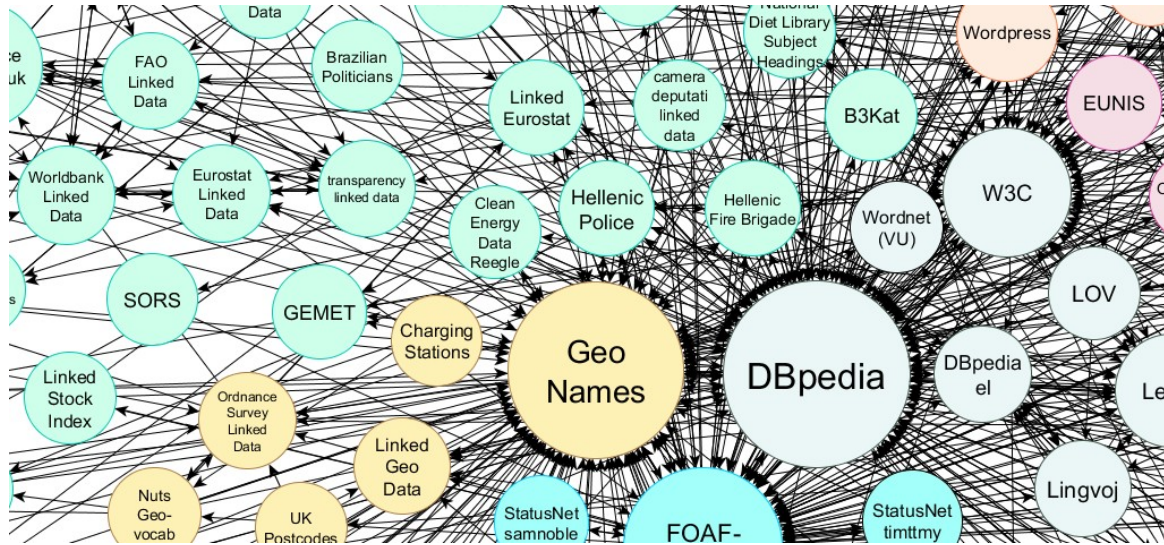 Data
National
Diet Library
Subject
Headings
Wordpress
uk
FAO
Linked
Data
Brazilian
Politicians
Linked
Eurostat
camera
deputati
linked
data
B3Kat
EUNIS
Worldbank
Linked
Data
Eurostat
Linked
Data
transparency
linked data
Clean
Energy
Data
Reegle
Hellenic
Police
Hellenic
Fire Brigade
Wordnet
(VU)
W3C
SORS
GEMET
Charging
Stations
Geo
Names
DBpedia
DBpedia
el
LOV
Le
Linked
Stock
Index
Ordnance
Survey
Linked
Data
Linked
Geo
Data
Lingvoj
Nuts
Geo-
vocab
UK
Postcodes
StatusNet
samnoble
FOAF-
StatusNet
timttmy